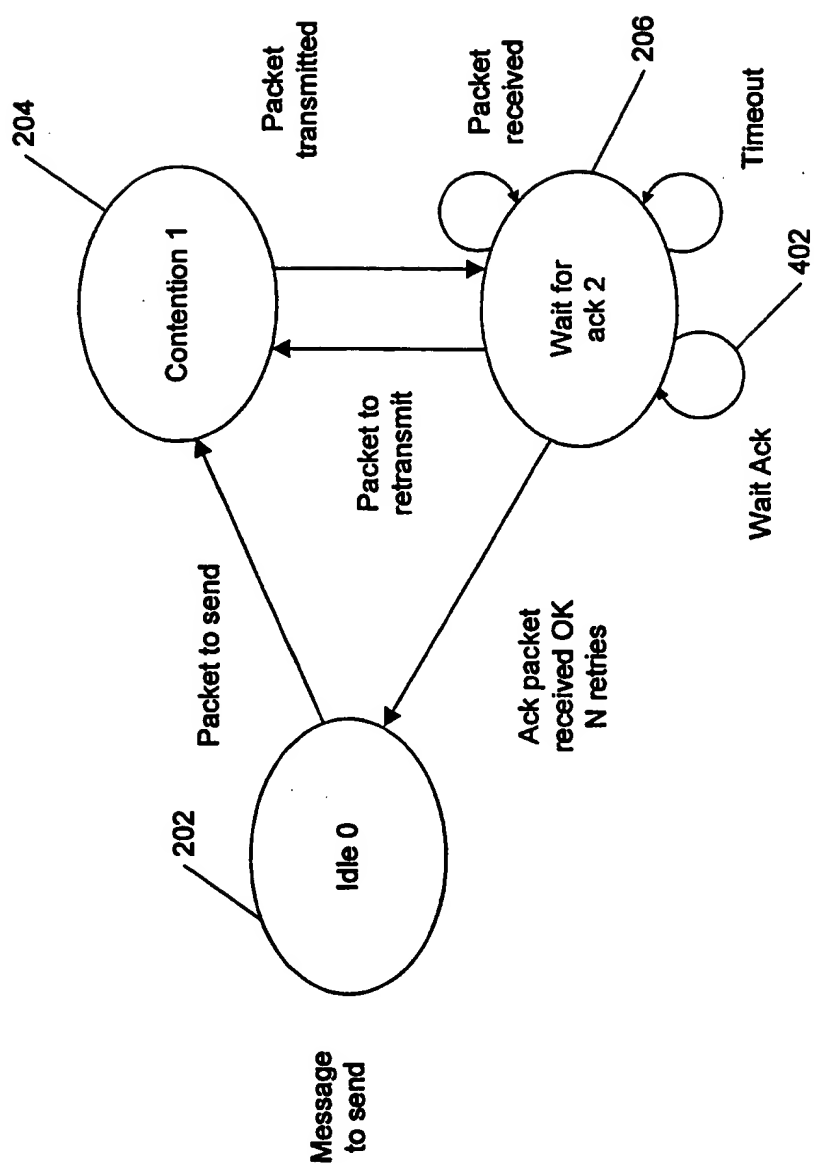 204
Contention 1
Packet
transmitted
Packet
received
206
Packet to send
Packet to
retransmit
Wait for
ack 2
Timeout
402
202
Idle 0
Ack packet
received OK
N retries
Wait Ack
Message
to send